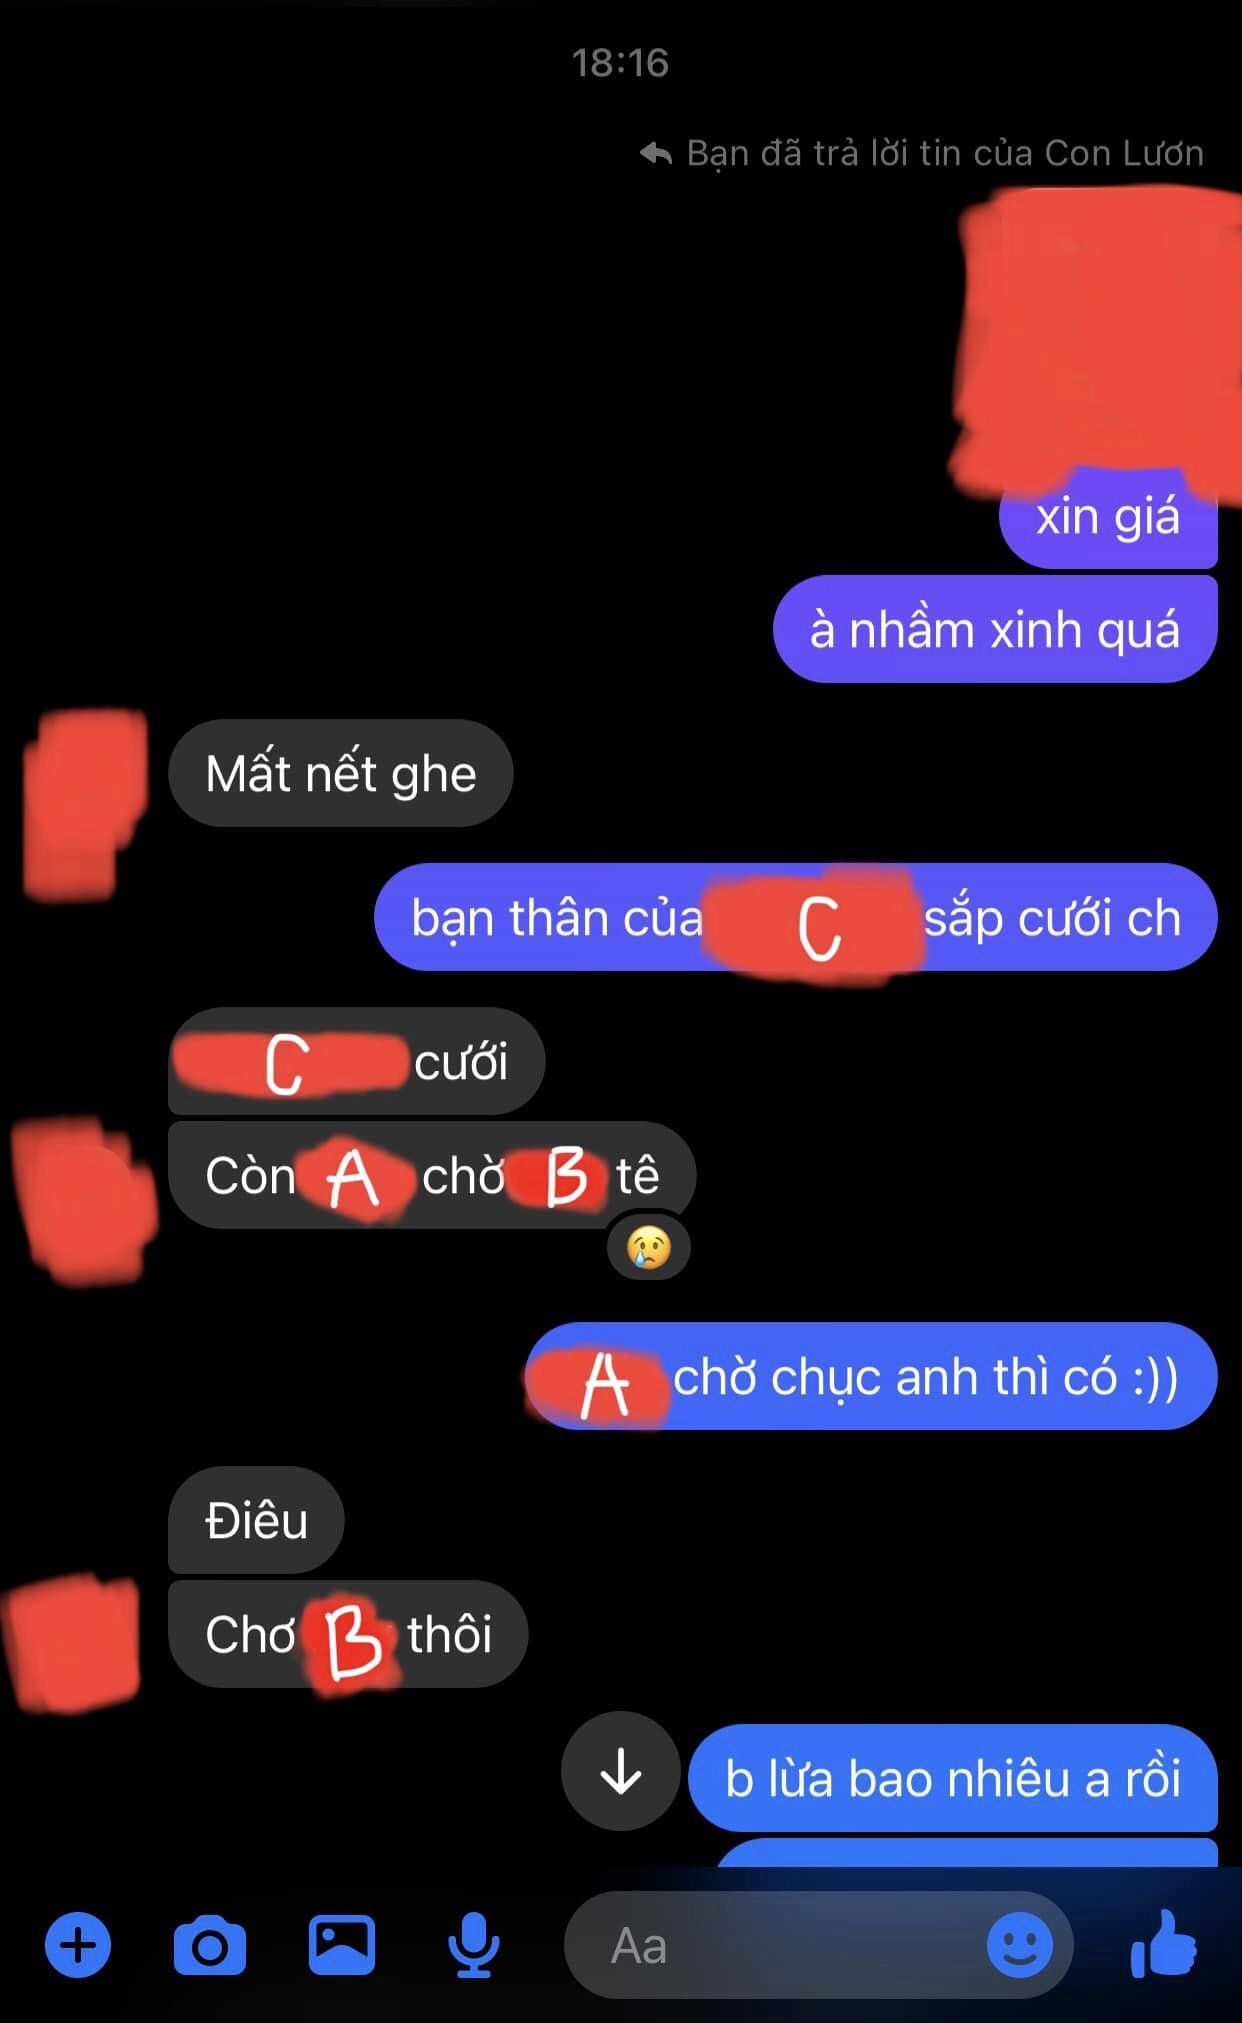 18:16
Bạn đã trả lời tin của Con Lươn
xin giá
à nhầm xinh quá
Mất nết ghe
bạn thân của C sắp cưới ch
C cưới
Còn A chờ B tê
A chờ chục anh thì có :))
Điêu
Chơ B thôi
b lừa bao nhiêu a rồi
Aa